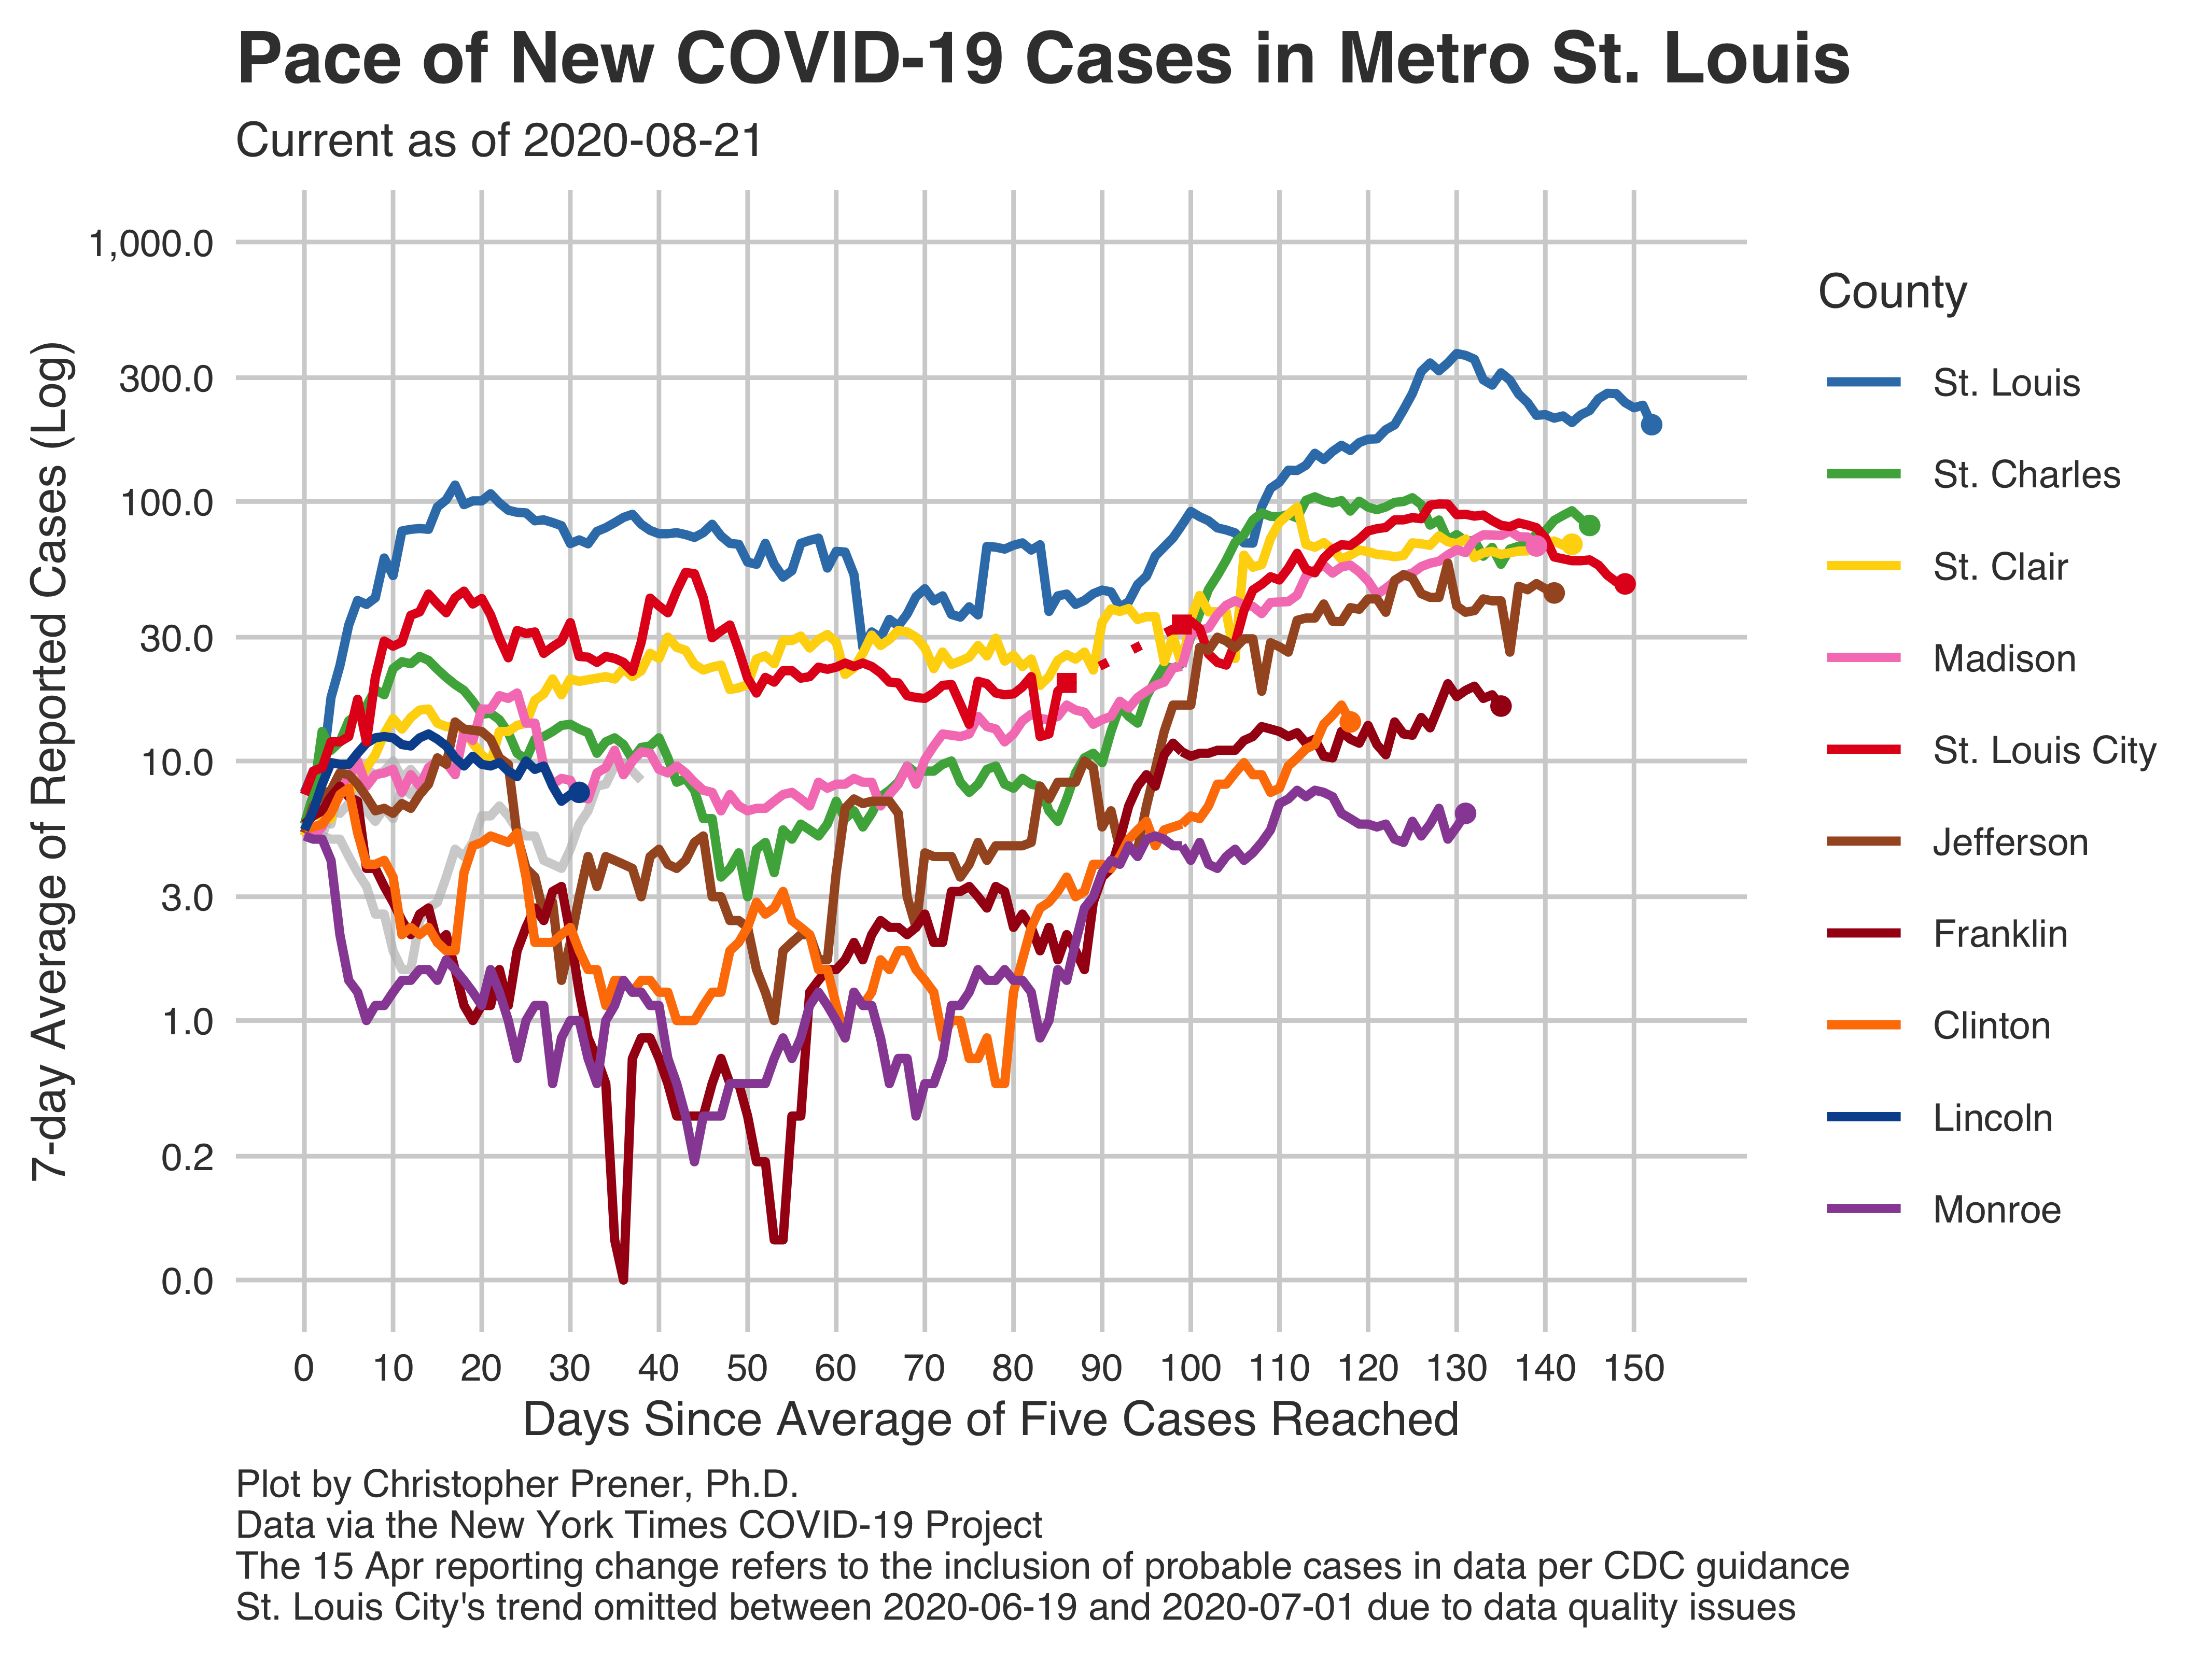 Pace of New COVID-19 Cases in Metro St. Louis
Current as of 2020-08-21
7-day Average of Reported Cases (Log)
1,000.0
300.0
100.0
30.0
10.0
3.0
1.0
0.2
0.0
0 10 20 30 40 50 60 70 80 90 100 110 120 130 140 150
Days Since Average of Five Cases Reached
County
St. Louis
St. Charles
St. Clair
Madison
St. Louis City
Jefferson
Franklin
Clinton
Lincoln
Monroe
Plot by Christopher Prener, Ph.D.
Data via the New York Times COVID-19 Project
The 15 Apr reporting change refers to the inclusion of probable cases in data per CDC guidance
St. Louis City's trend omitted between 2020-06-19 and 2020-07-01 due to data quality issues